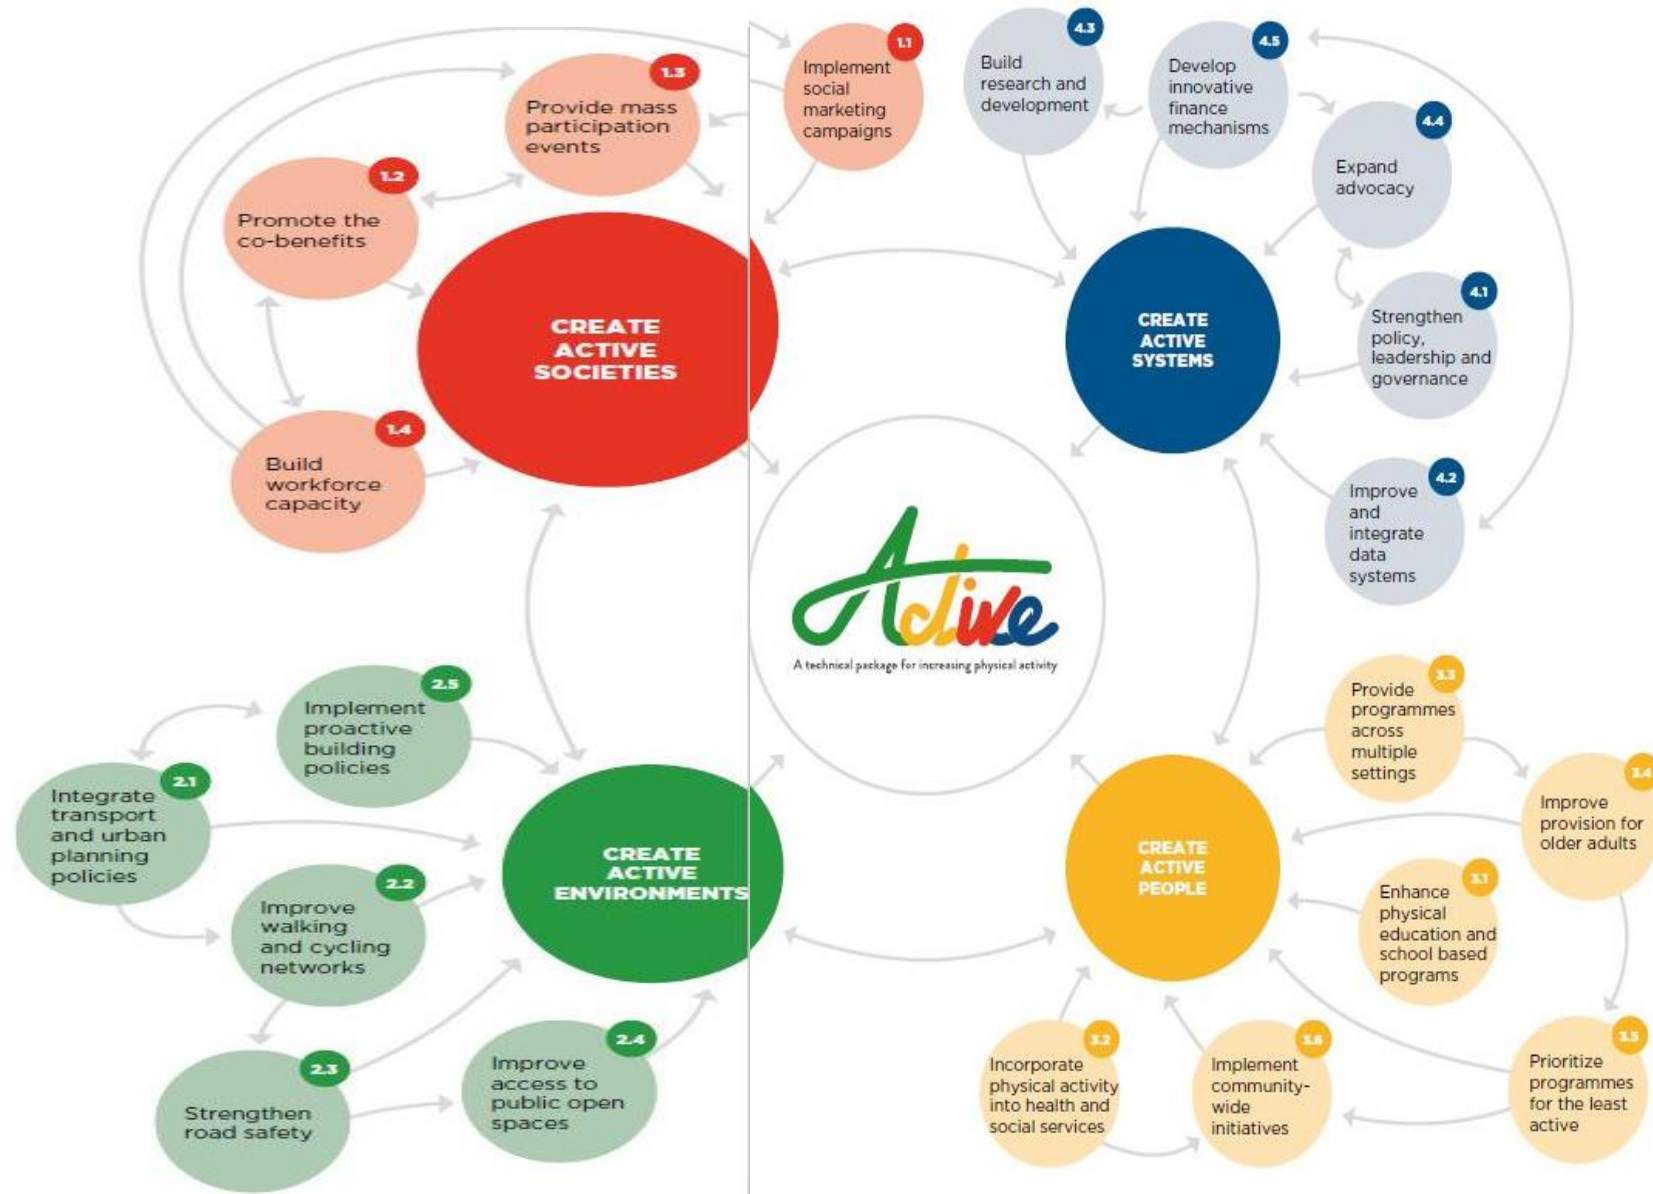 1.3
Provide mass
participation
events
1.1
Implement
social
marketing
campaigns
1.2
Promote the
co-benefits
1.4
Build
workforce
capacity
CREATE
ACTIVE
SOCIETIES
4.3
Build
research and
development
4.5
Develop
innovative
finance
mechanisms
4.4
Expand
advocacy
4.1
Strengthen
policy,
leadership and
governance
4.2
Improve
and
integrate
data
systems
CREATE
ACTIVE
SYSTEMS
Active
A technical package for increasing physical activity
2.5
Implement
proactive
building
policies
2.1
Integrate
transport
and urban
planning
policies
2.2
Improve
walking
and cycling
networks
2.3
Strengthen
road safety
2.4
Improve
access to
public open
spaces
CREATE
ACTIVE
ENVIRONMENTS
CREATE
ACTIVE
PEOPLE
3.3
Provide
programmes
across
multiple
settings
3.4
Improve
provision for
older adults
3.1
Enhance
physical
education and
school based
programs
3.5
Prioritize
programmes
for the least
active
3.6
Implement
community-
wide
initiatives
3.2
Incorporate
physical activity
into health and
social services